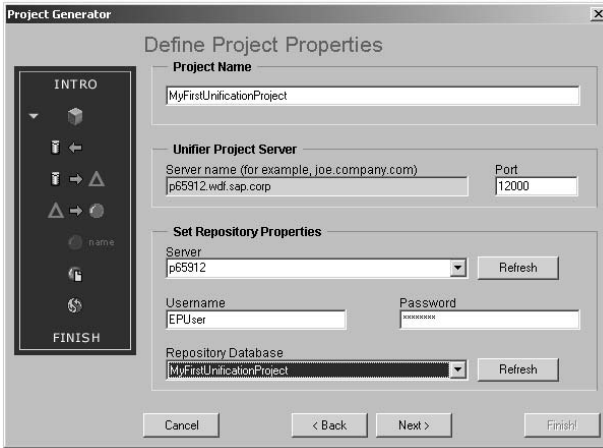 Project Generator
Define Project Properties
INTRO
name
FINISH
Project Name
MyFirstUnificationProject
Unifier Project Server
Server name (for example, joe.company.com)
Port
p65912.wdf.sap.corp
12000
Set Repository Properties
Server
p65912
Refresh
Username
Password
EPUser
********
Repository Database
MyFirstUnificationProject
Refresh
Cancel
< Back
Next >
Finish!